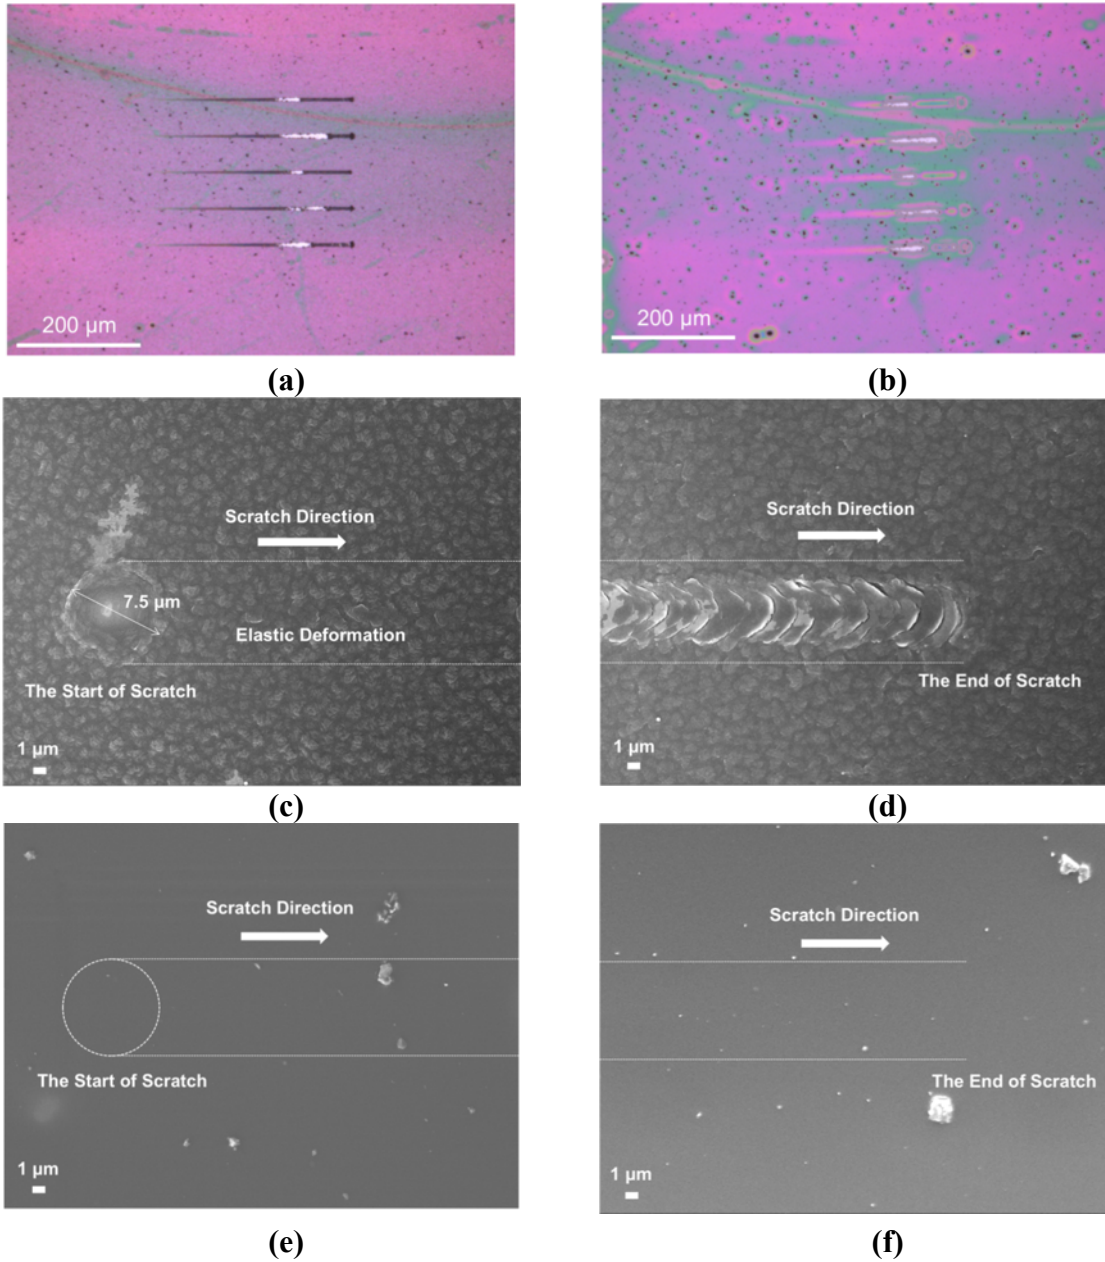 200 µm
200 µm
(a)
(b)
Scratch Direction
7.5 µm
Elastic Deformation
The Start of Scratch
1 µm
Scratch Direction
The End of Scratch
1 µm
(c)
(d)
Scratch Direction
The Start of Scratch
1 µm
Scratch Direction
The End of Scratch
1 µm
(e)
(f)